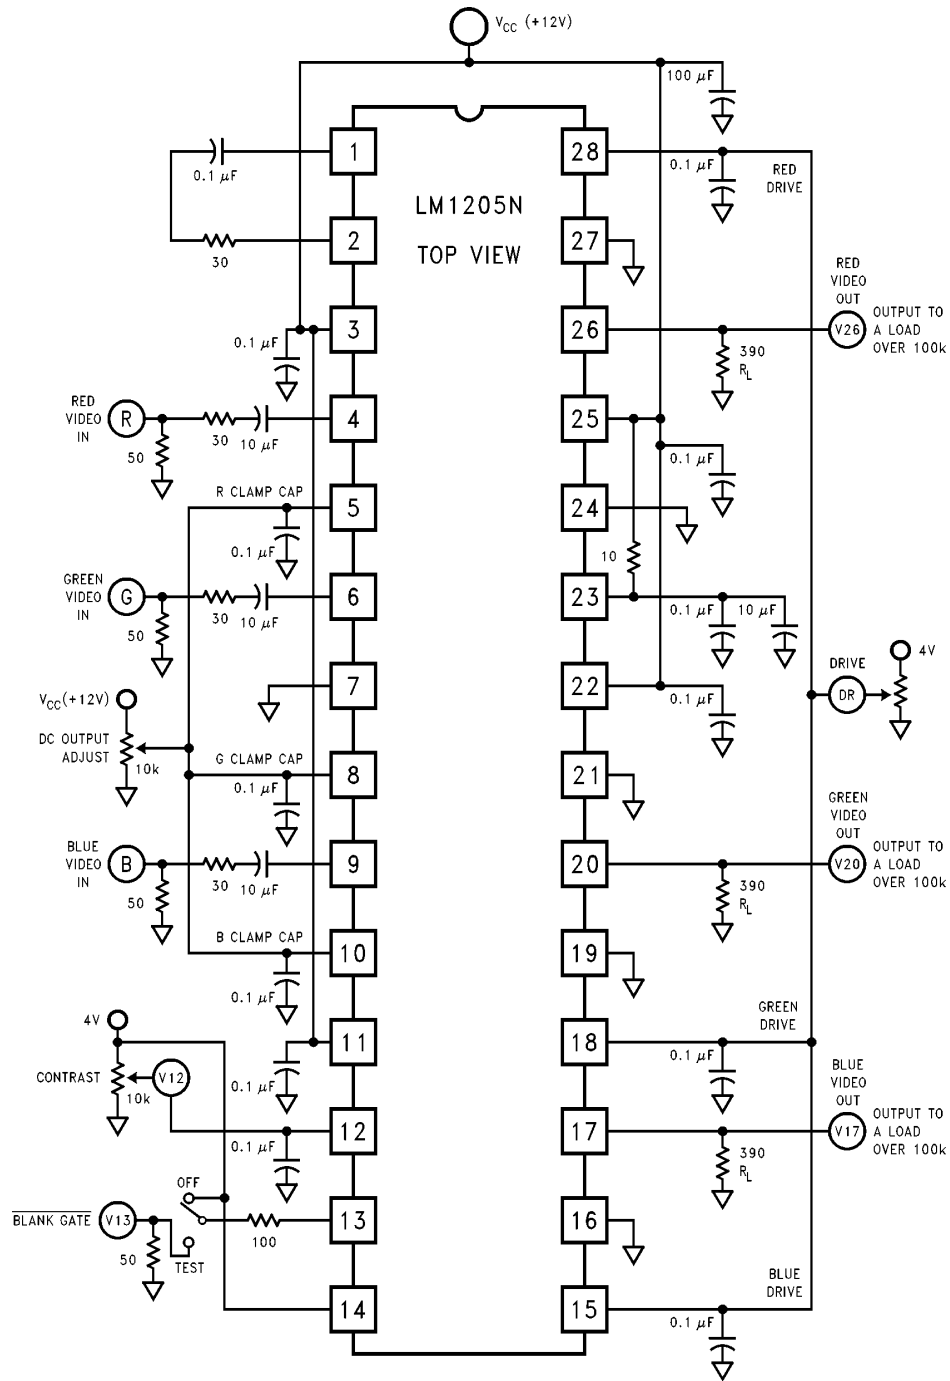 V_CC (+12V)
100 μF
1
0.1 μF
28
0.1 μF
RED
DRIVE
LM1205N
TOP VIEW
2
30
27
RED
VIDEO
OUT
3
0.1 μF
26
390
R_L
V26
OUTPUT TO
A LOAD
OVER 100k
RED
VIDEO
IN
R
50
30
10 μF
4
25
0.1 μF
R CLAMP CAP
0.1 μF
5
24
10
GREEN
VIDEO
IN
G
50
30
10 μF
6
23
0.1 μF
10 μF
7
22
0.1 μF
DRIVE
DR
4V
V_CC(+12V)
DC OUTPUT
ADJUST
10k
G CLAMP CAP
0.1 μF
8
21
GREEN
VIDEO
OUT
BLUE
VIDEO
IN
B
50
30
10 μF
9
20
390
R_L
V20
OUTPUT TO
A LOAD
OVER 100k
B CLAMP CAP
0.1 μF
10
19
4V
11
0.1 μF
18
0.1 μF
GREEN
DRIVE
CONTRAST
10k
V12
BLUE
VIDEO
OUT
0.1 μF
12
17
390
R_L
V17
OUTPUT TO
A LOAD
OVER 100k
OFF
BLANK GATE
V13
50
TEST
100
13
16
14
15
0.1 μF
BLUE
DRIVE